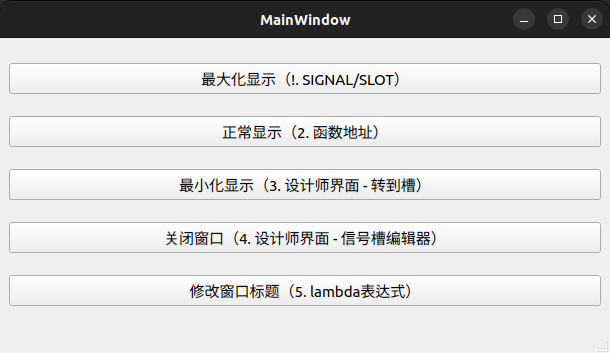 MainWindow
最大化显示（!. SIGNAL/SLOT）
正常显示（2. 函数地址）
最小化显示（3. 设计师界面 - 转到槽）
关闭窗口（4. 设计师界面 - 信号槽编辑器）
修改窗口标题（5. lambda表达式）